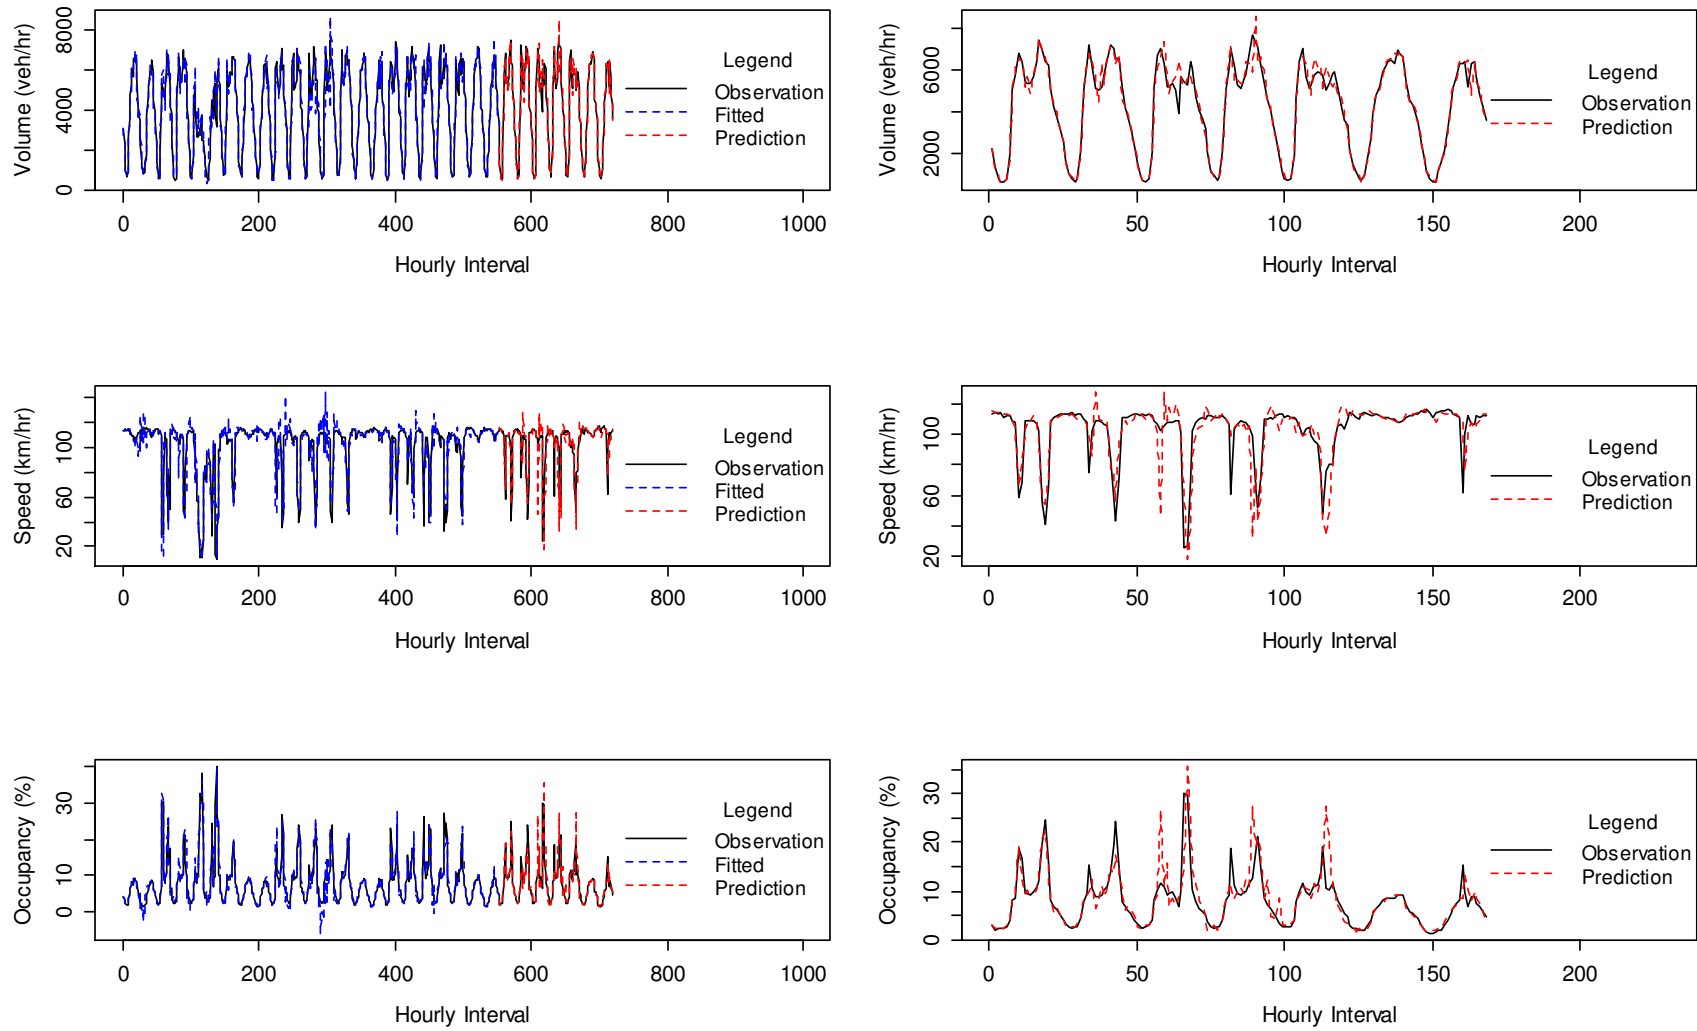 Volume (veh/hr)
0 4000 8000
Legend
Observation
Fitted
Prediction
0 200 400 600 800 1000
Hourly Interval
Volume (veh/hr)
2000 6000
Legend
Observation
Prediction
0 50 100 150 200
Hourly Interval
Speed (km/hr)
20 60 100
Legend
Observation
Fitted
Prediction
0 200 400 600 800 1000
Hourly Interval
Speed (km/hr)
20 60 100
Legend
Observation
Prediction
0 50 100 150 200
Hourly Interval
Occupancy (%)
0 10 30
Legend
Observation
Fitted
Prediction
0 200 400 600 800 1000
Hourly Interval
Occupancy (%)
0 10 20 30
Legend
Observation
Prediction
0 50 100 150 200
Hourly Interval